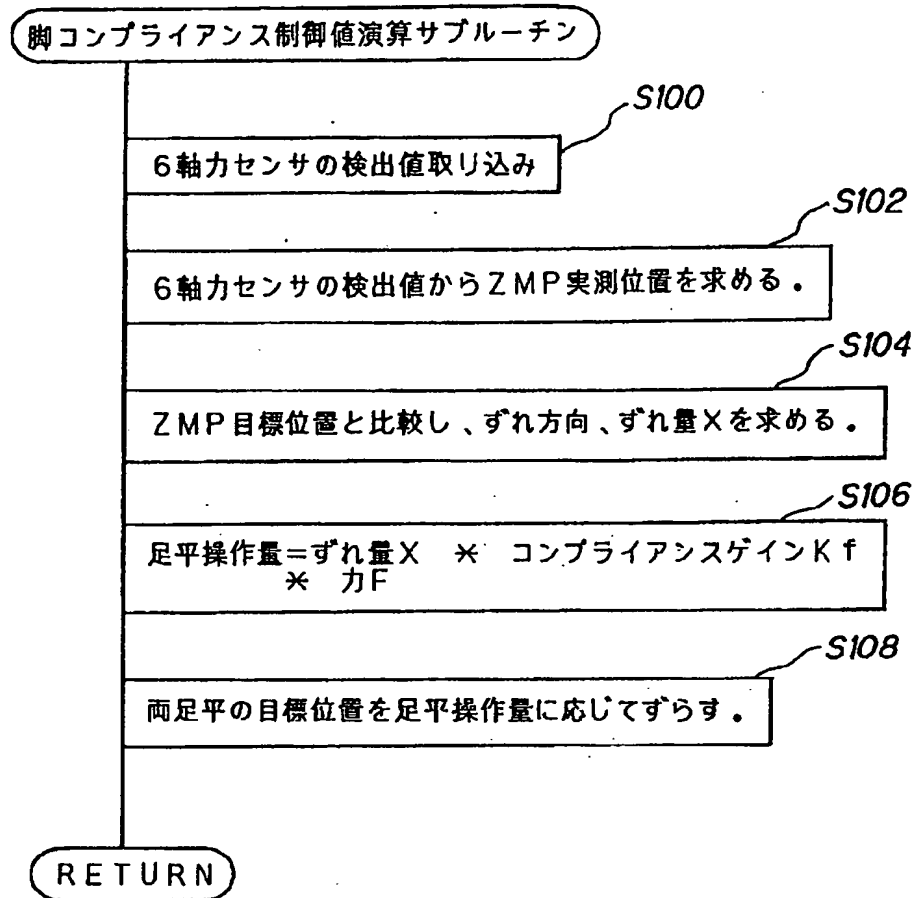 脚コンプライアンス制御値演算サブルーチン
S100
6軸力センサの検出値取り込み
S102
6軸力センサの検出値からZMP実測位置を求める.
S104
ZMP目標位置と比較し、ずれ方向、ずれ量Xを求める.
S106
足平操作量=ずれ量X * コンプライアンスゲインKf
* 力F
S108
両足平の目標位置を足平操作量に応じてずらす.
RETURN